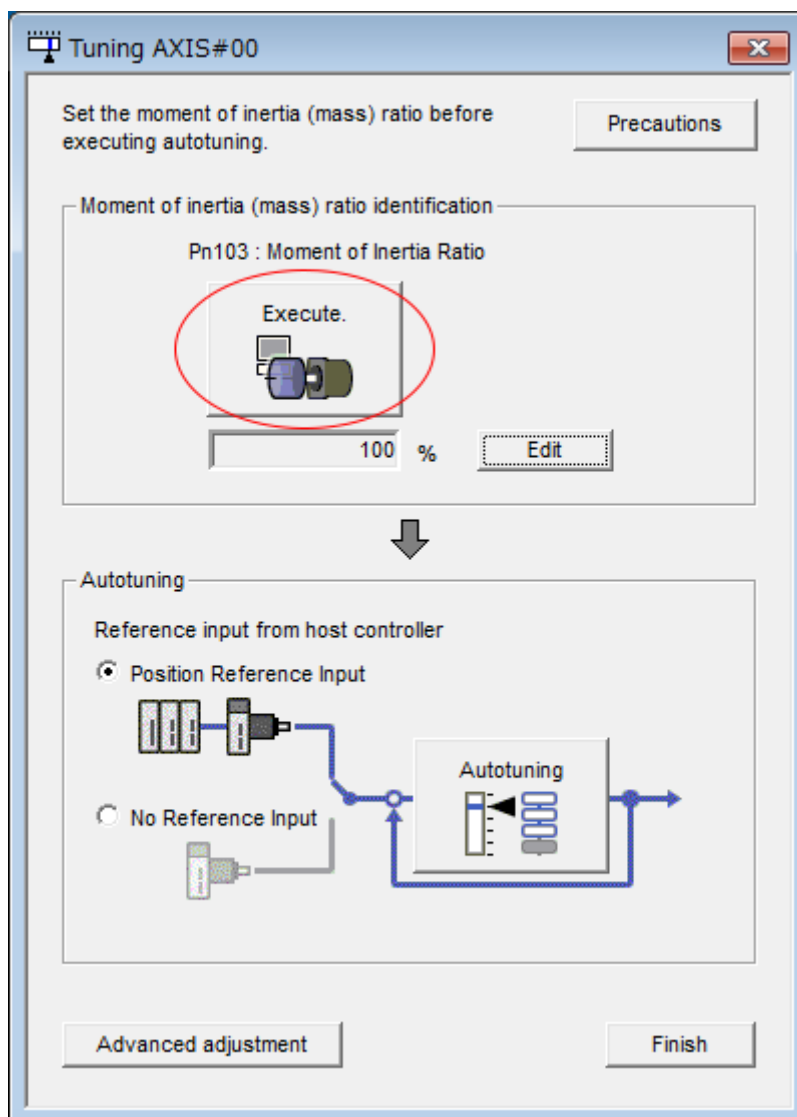 Tuning AXIS#00
Set the moment of inertia (mass) ratio before
executing autotuning.
Precautions
Moment of inertia (mass) ratio identification
Pn103 : Moment of Inertia Ratio
Execute.
100 %
Edit
Autotuning
Reference input from host controller
Position Reference Input
Autotuning
No Reference Input
Advanced adjustment
Finish